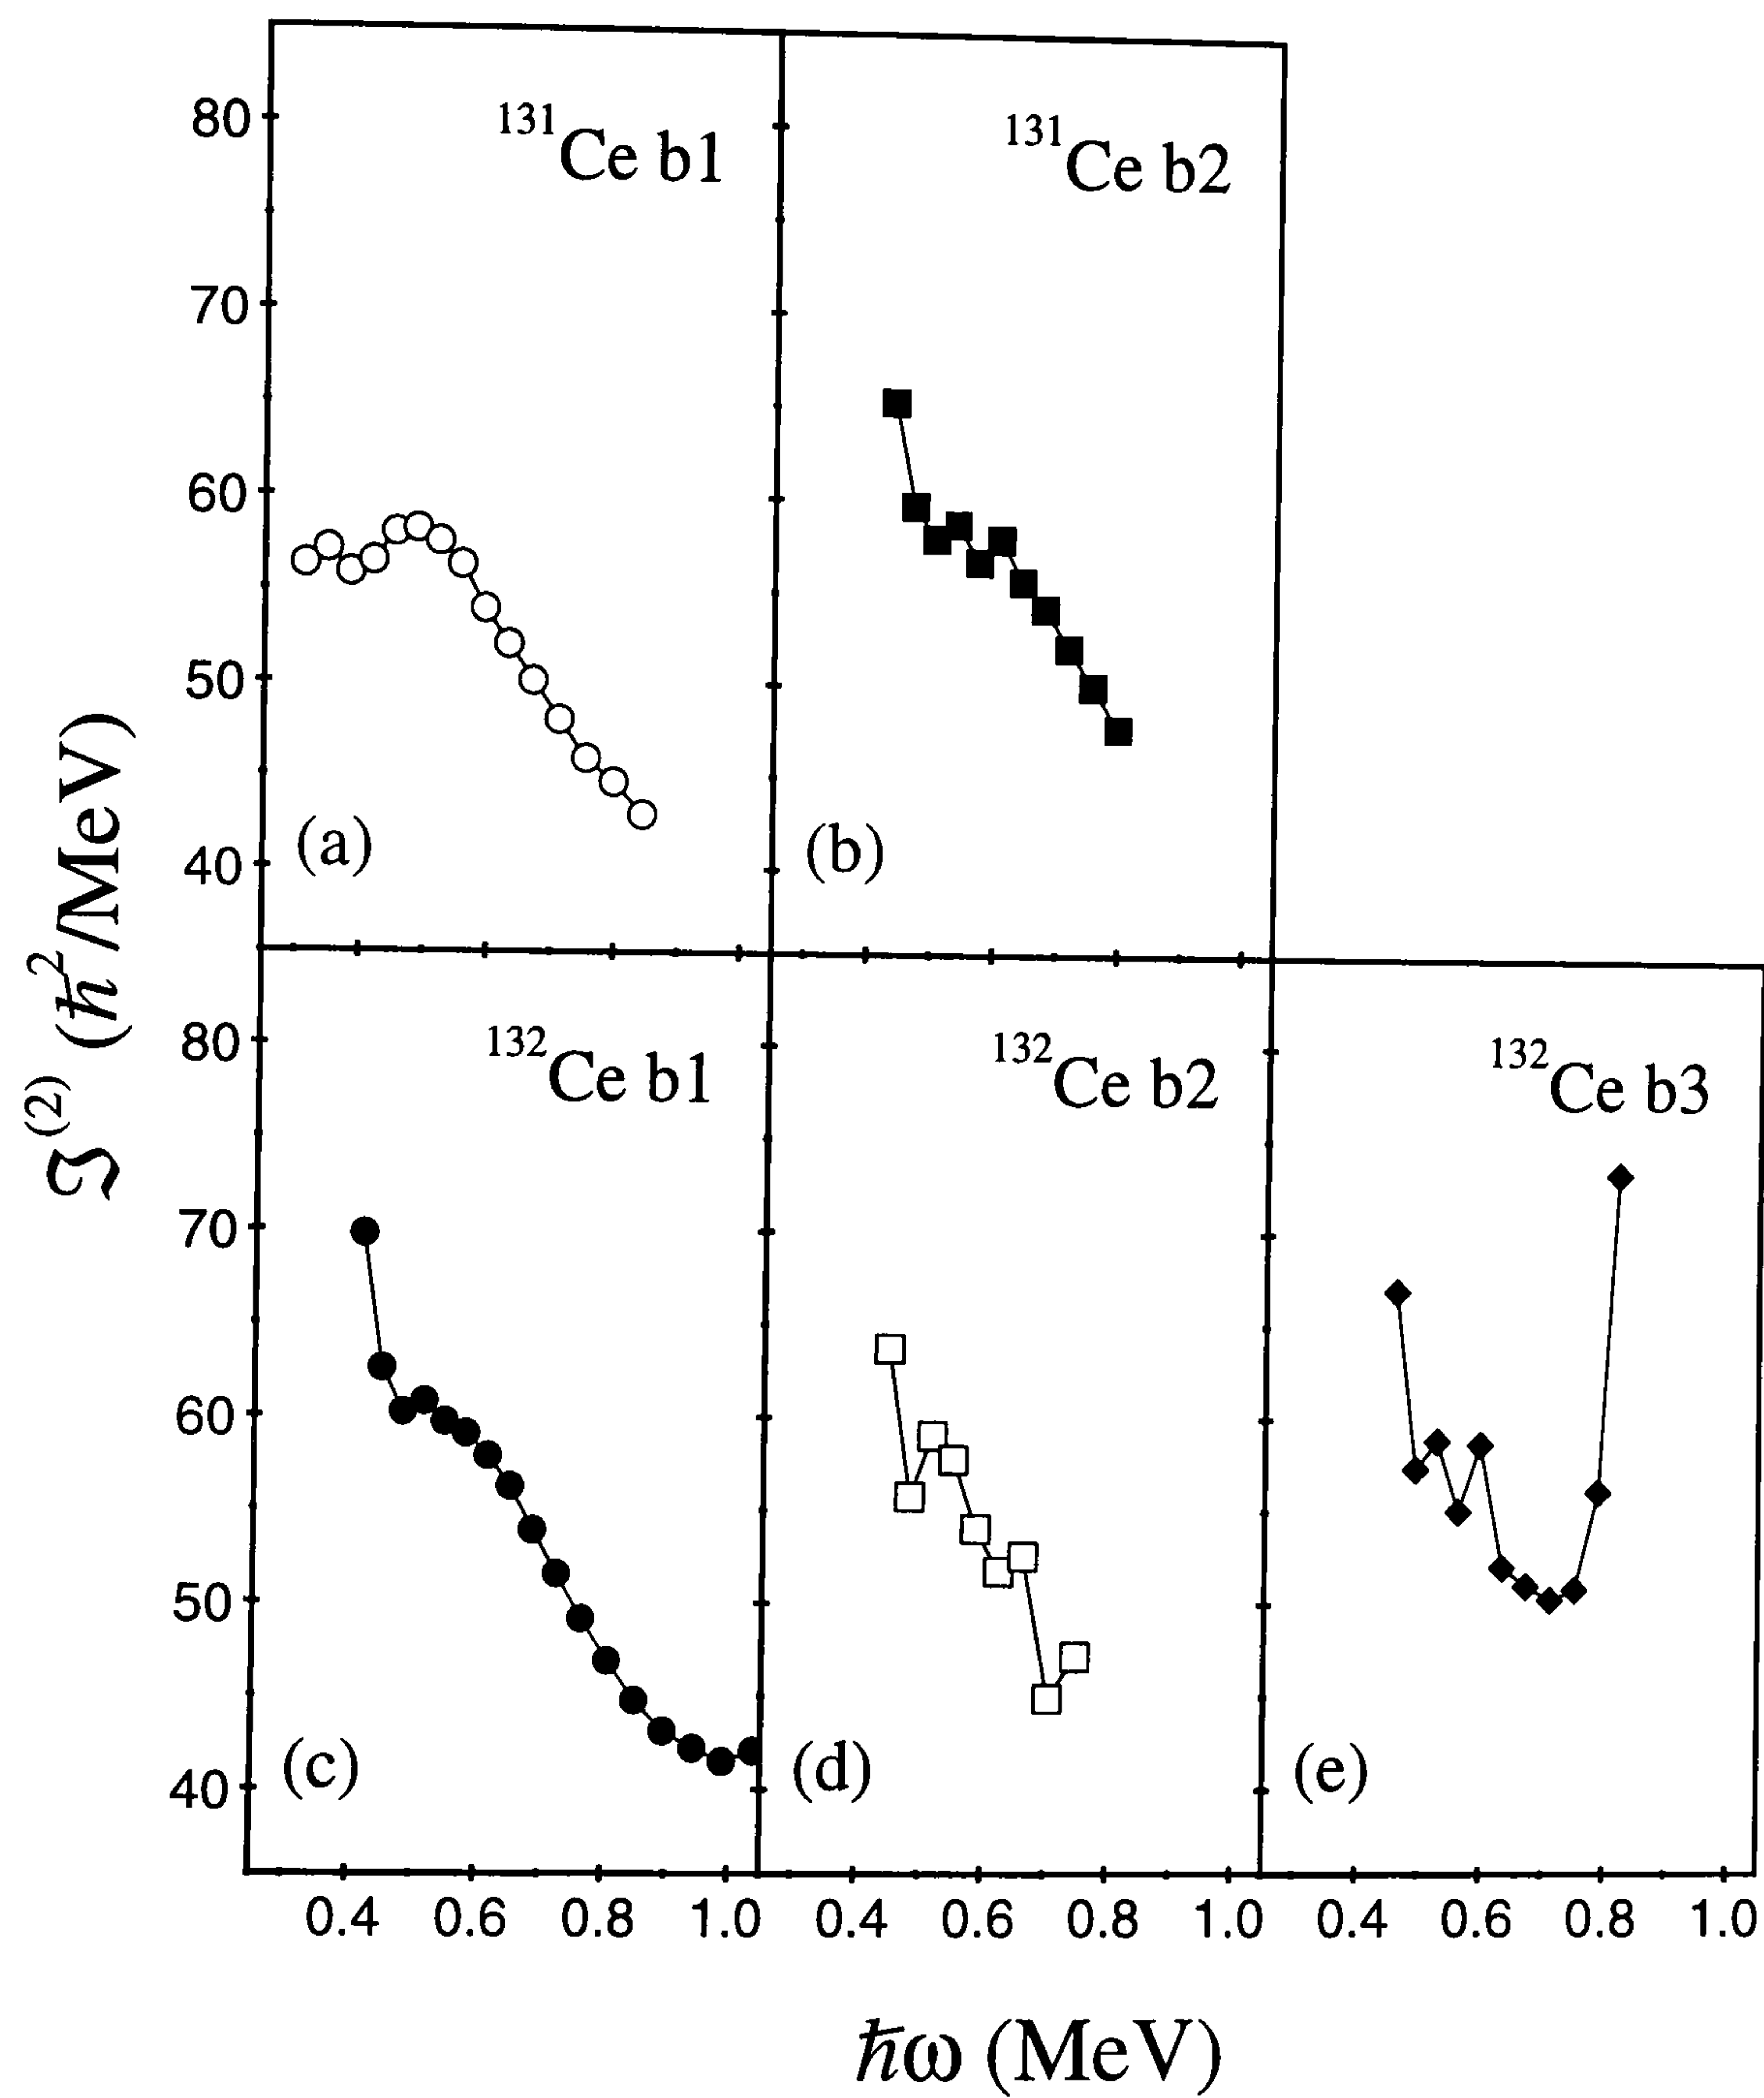 ℑ⁽²⁾ (ℏ²/MeV)
¹³¹Ce b1
¹³¹Ce b2
80
70
60
50
40
(a)
(b)
¹³²Ce b1
¹³²Ce b2
¹³²Ce b3
80
70
60
50
40
(c)
(d)
(e)
0.4 0.6 0.8 1.0 0.4 0.6 0.8 1.0 0.4 0.6 0.8 1.0
ℏω (MeV)